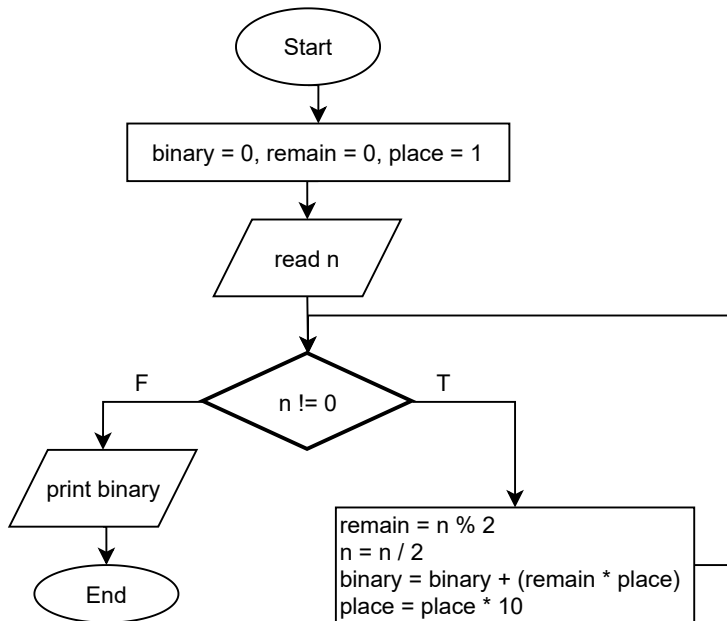 Start
binary = 0, remain = 0, place = 1
read n
n != 0
F
T
print binary
remain = n % 2
n = n / 2
binary = binary + (remain * place)
place = place * 10
End